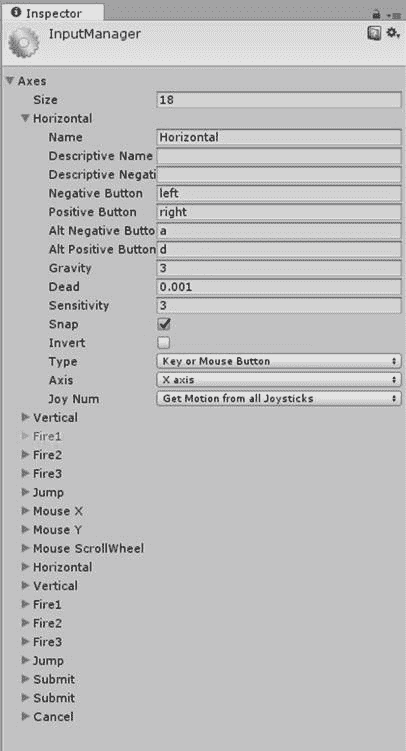 Inspector
InputManager
Axes
Size 18
Horizontal
Name Horizontal
Descriptive Name
Descriptive Negati
Negative Button left
Positive Button right
Alt Negative Butto a
Alt Positive Button d
Gravity 3
Dead 0.001
Sensitivity 3
Snap
Invert
Type Key or Mouse Button
Axis X axis
Joy Num Get Motion from all Joysticks
Vertical
Fire1
Fire2
Fire3
Jump
Mouse X
Mouse Y
Mouse ScrollWheel
Horizontal
Vertical
Fire1
Fire2
Fire3
Jump
Submit
Submit
Cancel